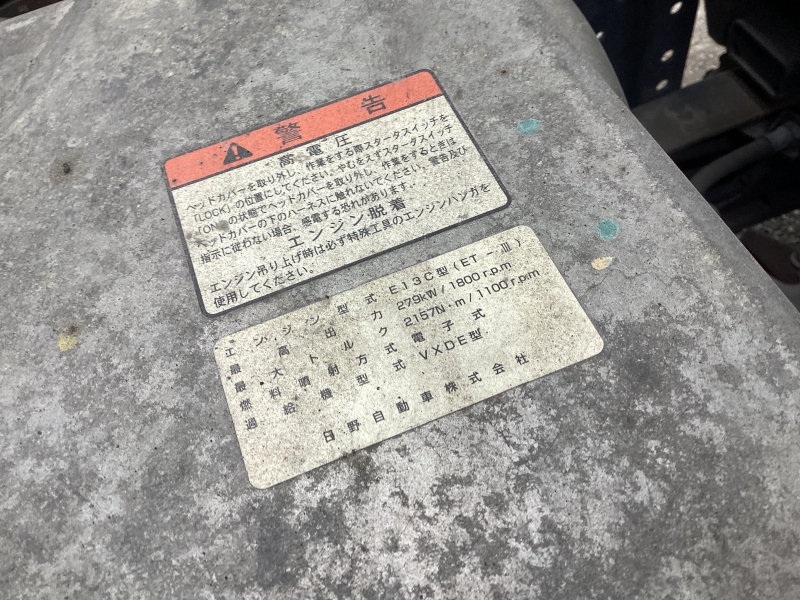 警告
高電圧
ヘッドカバーを取り外し、作業をする際スタータスイッチを
「LOCK」の位置にしてください。やむをえずスタータスイッチ
「ON」の状態でヘッドカバーを取り外し、作業をするときは
ヘッドカバーの下のハーネスに触れないでください。警告及び
指示に従わない場合、感電する恐れがあります。
エンジン脱着
エンジン吊り上げ時は必ず特殊工具のエンジンハンガを
使用してください。
エンジン型式 E13C型(ET-Ⅲ)
最高出力 279kW/1800r.p.m
最大トルク 2157N・m/1100r.p.m
燃料噴射方式 電子式
過給機型式 VXDE型
日野自動車株式会社